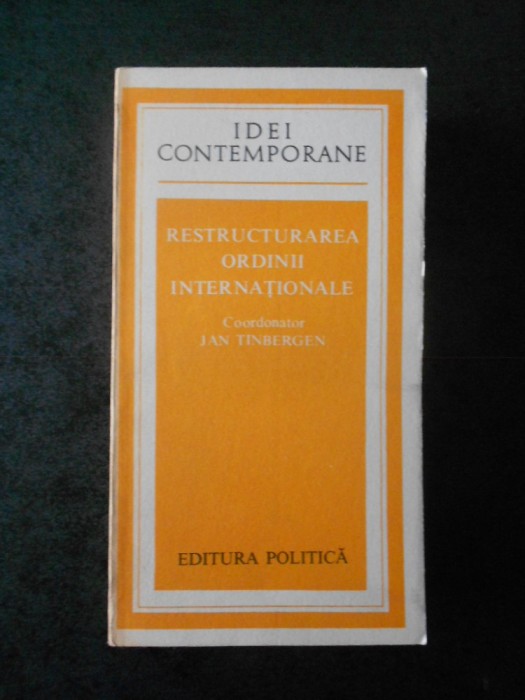 IDEI
CONTEMPORANE
RESTRUCTURAREA
ORDINII
INTERNAȚIONALE
Coordonator
JAN TINBERGEN
EDITURA POLITICĂ